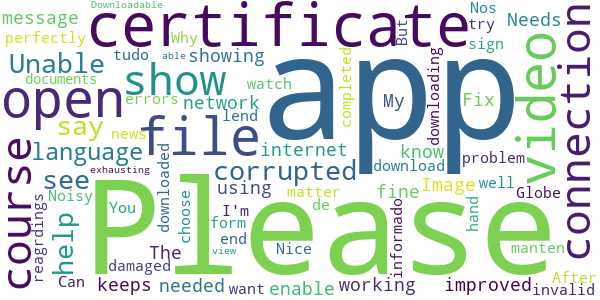 Downloadable
message
certificate
Why
But
Nos
try
Needs
perfectly
Unable
tudo
able
showing
sign
documents
show
errors
watch
completed
app
My
downloading
connection
video
open
network
lend
Fix
say
news
file
internet
know
problem
course
language
corrupted
download
see
exhausting
downloaded
choose
using
matter
fine
Image
well
Globe
reagrdings
Noisy
You
I'm
de
informado
hand
help
Please
The
form
end
view
Nice
manten
damaged
After
Can
keeps
needed
want
enable
working
improved
invalid